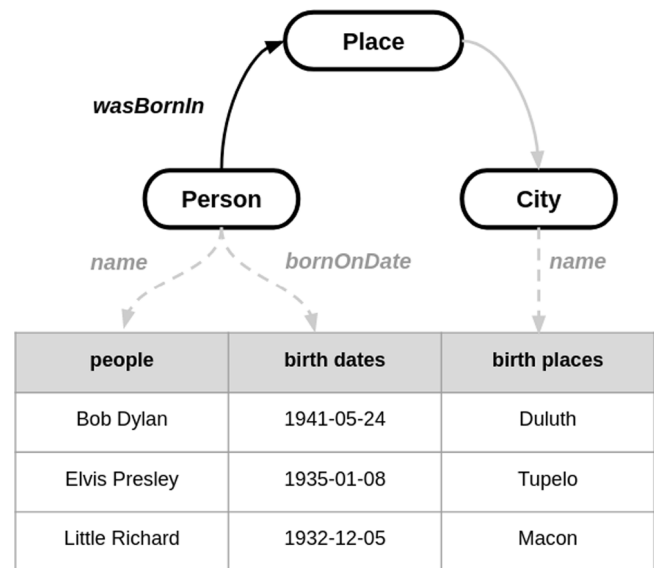 Place
wasBornIn
Person
City
name
bornOnDate
name
people birth dates birth places
Bob Dylan 1941-05-24 Duluth
Elvis Presley 1935-01-08 Tupelo
Little Richard 1932-12-05 Macon